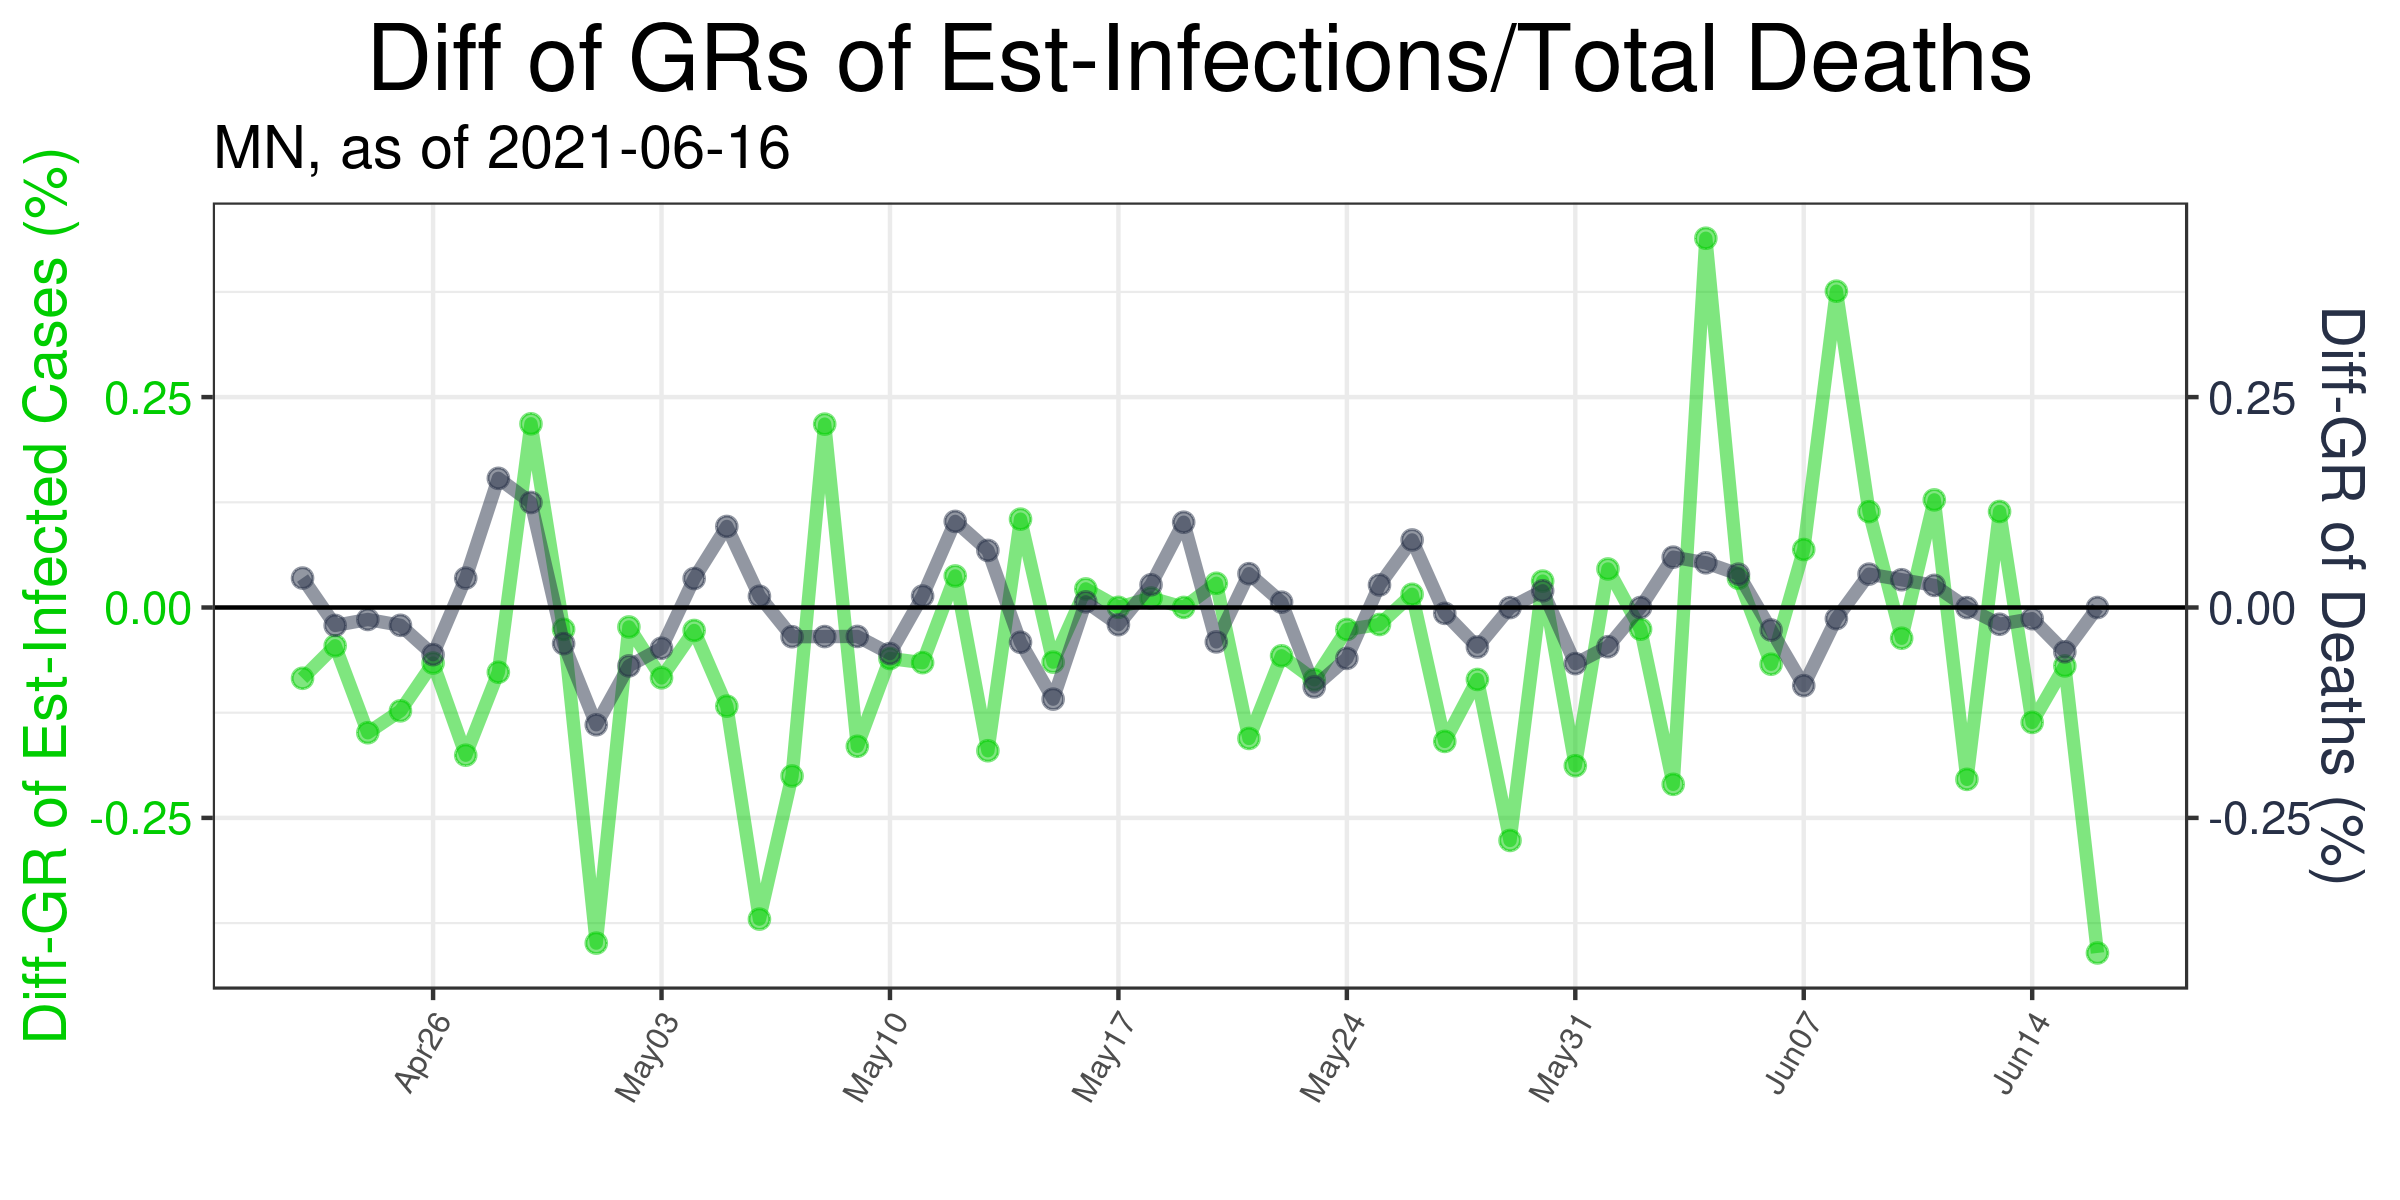 Diff of GRs of Est-Infections/Total Deaths
MN, as of 2021-06-16
Diff-GR of Est-Infected Cases (%)
0.25
0.00
-0.25
0.25
0.00
-0.25
Diff-GR of Deaths (%)
Apr26
May03
May10
May17
May24
May31
Jun07
Jun14